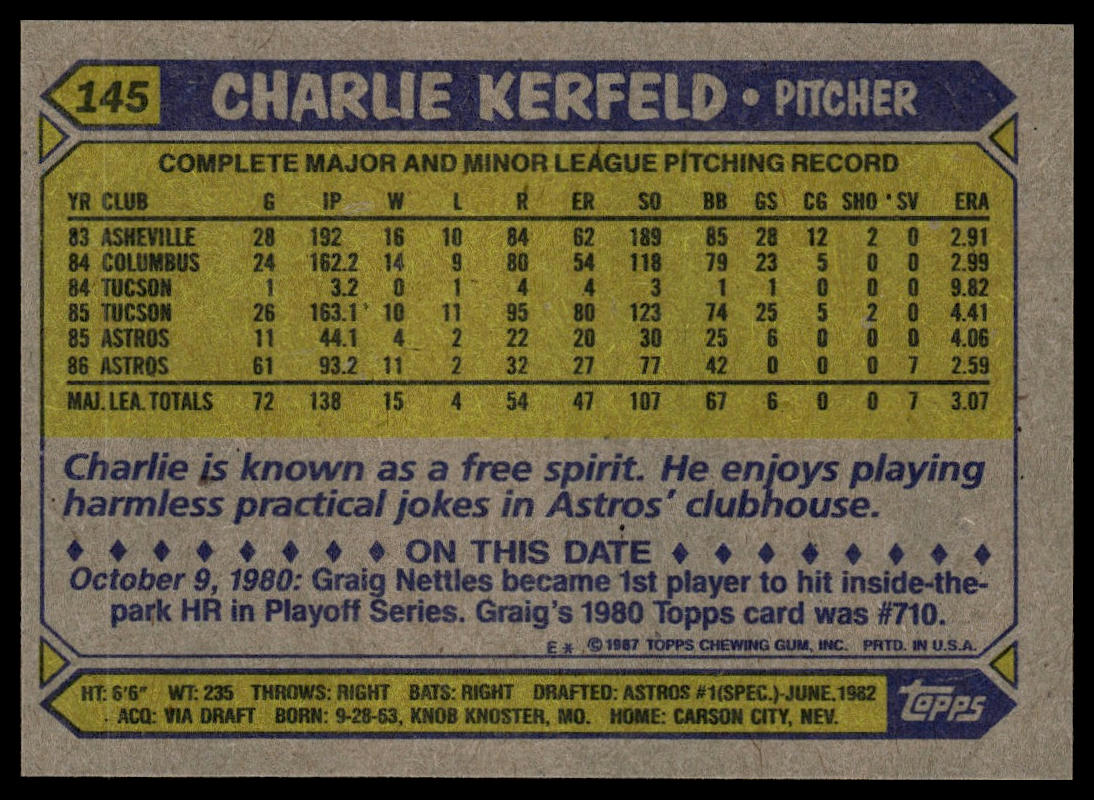 145 CHARLIE KERFELD • PITCHER
COMPLETE MAJOR AND MINOR LEAGUE PITCHING RECORD
YR CLUB G IP W L R ER SO BB GS CG SHO SV ERA
83 ASHEVILLE 28 192 16 10 84 62 189 85 28 12 2 0 2.91
84 COLUMBUS 24 162.2 14 9 80 54 118 79 23 5 0 0 2.99
84 TUCSON 1 3.2 0 1 4 4 3 1 1 0 0 0 9.82
85 TUCSON 26 163.1 10 11 95 80 123 74 25 5 2 0 4.41
85 ASTROS 11 44.1 4 2 22 20 30 25 6 0 0 0 4.06
86 ASTROS 61 93.2 11 2 32 27 77 42 0 0 0 7 2.59
MAJ. LEA. TOTALS 72 138 15 4 54 47 107 67 6 0 0 7 3.07
Charlie is known as a free spirit. He enjoys playing
harmless practical jokes in Astros' clubhouse.
♦ ♦ ♦ ♦ ♦ ♦ ♦ ♦ ON THIS DATE ♦ ♦ ♦ ♦ ♦ ♦ ♦ ♦
October 9, 1980: Graig Nettles became 1st player to hit inside-the-
park HR in Playoff Series. Graig's 1980 Topps card was #710.
E* © 1987 TOPPS CHEWING GUM, INC. PRTD. IN U.S.A.
HT: 6'6" WT: 235 THROWS: RIGHT BATS: RIGHT DRAFTED: ASTROS #1(SPEC.)-JUNE, 1982
ACQ: VIA DRAFT BORN: 9-28-63, KNOB KNOSTER, MO. HOME: CARSON CITY, NEV.
TOPPS